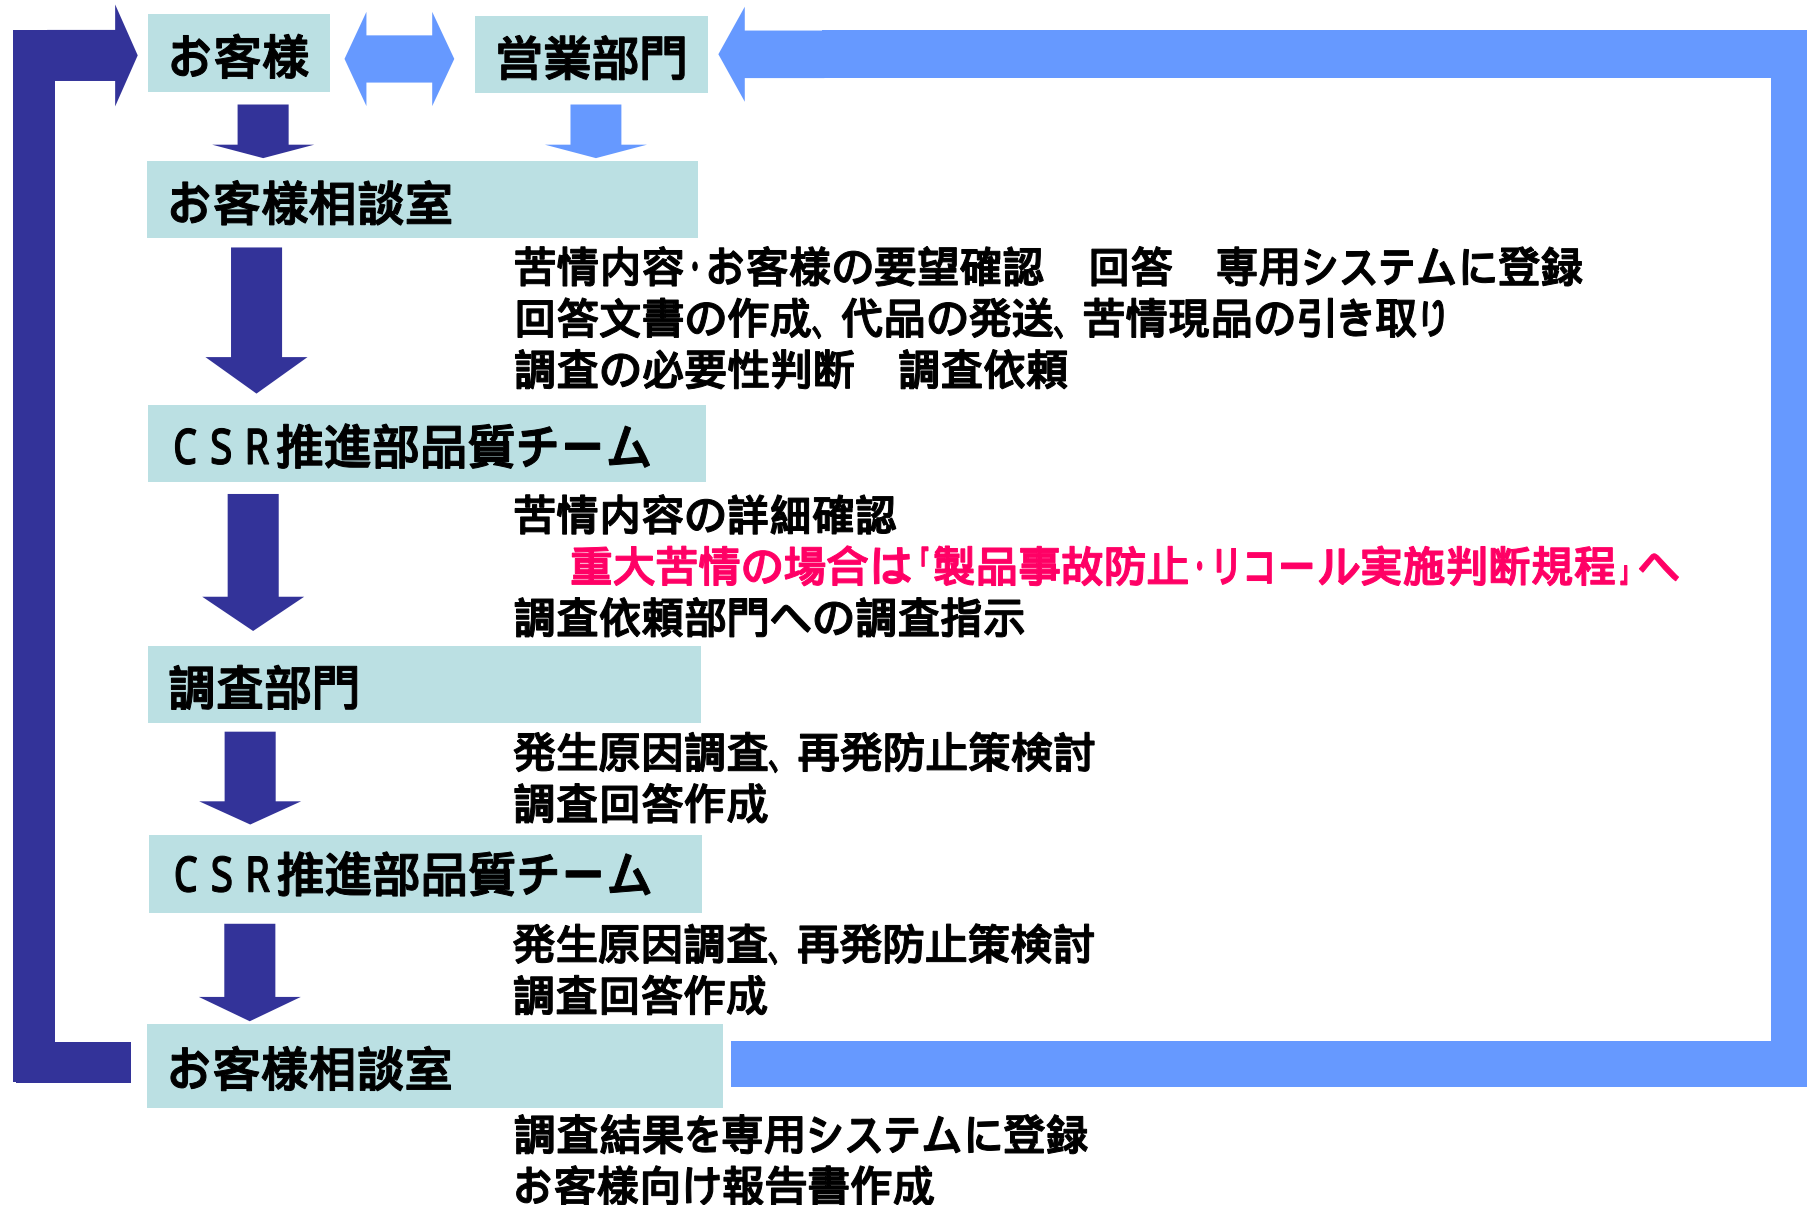 お客様
営業部門
お客様相談室
苦情内容･お客様の要望確認　回答　専用システムに登録
回答文書の作成､代品の発送､苦情現品の引き取り
調査の必要性判断　調査依頼
ＣＳＲ推進部品質チーム
苦情内容の詳細確認
重大苦情の場合は｢製品事故防止･リコール実施判断規程｣へ
調査依頼部門への調査指示
調査部門
発生原因調査､再発防止策検討
調査回答作成
ＣＳＲ推進部品質チーム
発生原因調査､再発防止策検討
調査回答作成
お客様相談室
調査結果を専用システムに登録
お客様向け報告書作成